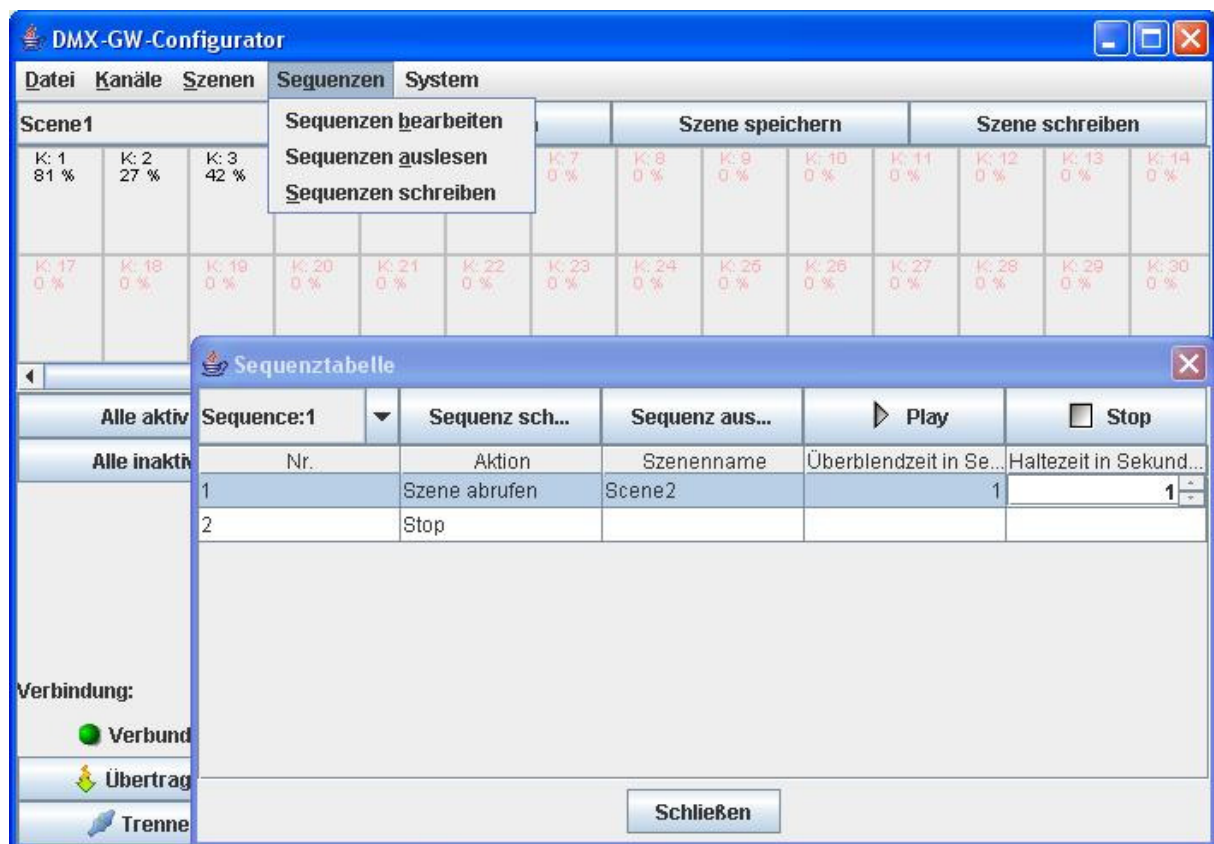 DMX-GW-Configurator
Datei Kanäle Szenen Sequenzen System
Sequenzen bearbeiten
Sequenzen auslesen
Sequenzen schreiben
Scene1 Szene speichern Szene schreiben
K: 1 K: 2 K: 3 K: 7 K: 8 K: 9 K: 10 K: 11 K: 12 K: 13 K: 14
81 % 27 % 42 % 0 % 0 % 0 % 0 % 0 % 0 % 0 % 0 %
K: 17 K: 18 K: 19 K: 20 K: 21 K: 22 K: 23 K: 24 K: 25 K: 26 K: 27 K: 28 K: 29 K: 30
0 % 0 % 0 % 0 % 0 % 0 % 0 % 0 % 0 % 0 % 0 % 0 % 0 % 0 %
Sequenztabelle
Alle aktiv
Sequence:1 Sequenz sch... Sequenz aus... Play Stop
Alle inaktiv
Nr. Aktion Szenenname Überblendzeit in Se... Haltezeit in Sekund...
1 Szene abrufen Scene2 1 1
2 Stop
Verbindung:
Verbund
Übertrag
Trenne
Schließen